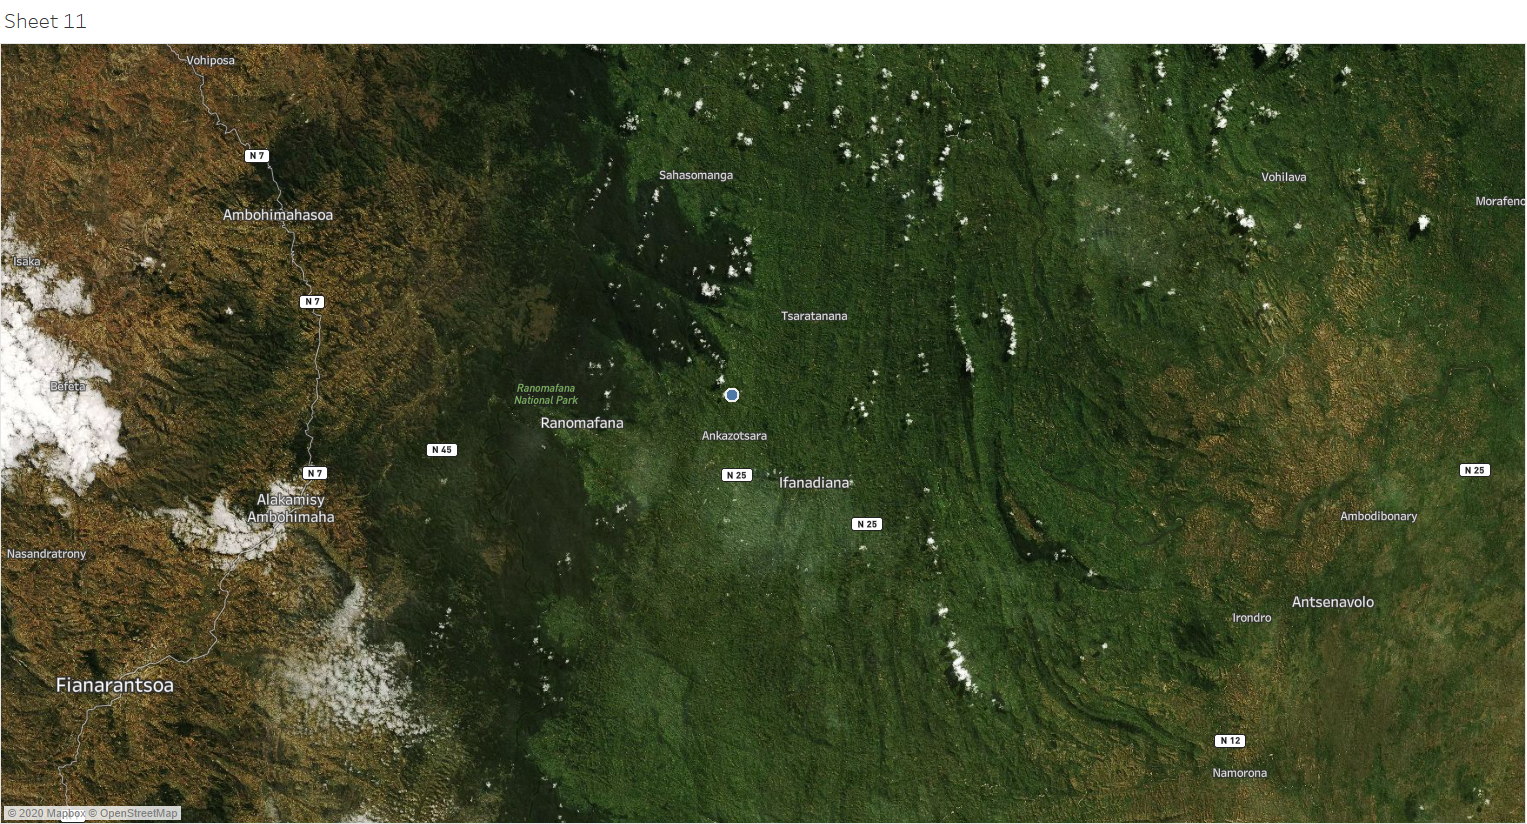 Sheet 11
Vohiposa
N 7
Sahasomanga
Vohilava
Morafeno
Ambohimahasoa
Isaka
N 7
Tsaratanana
Befeta
Ranomafana
National Park
Ranomafana
Ankazotsara
N 45
N 7
N 25
N 25
Ifanadiana
Alakamisy
Ambohimaha
N 25
Ambodibonary
Nasandratrony
Antsenavolo
Irondro
Fianarantsoa
N 12
Namorona
© 2020 Mapbox © OpenStreetMap